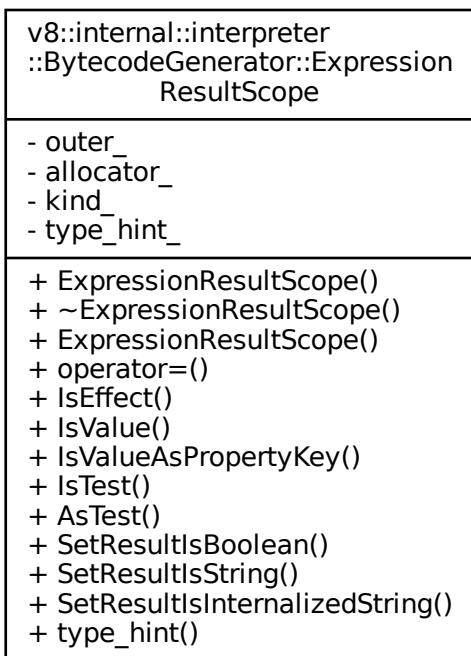 v8::internal::interpreter
::BytecodeGenerator::Expression
ResultScope
- outer_
- allocator_
- kind_
- type_hint_
+ ExpressionResultScope()
+ ~ExpressionResultScope()
+ ExpressionResultScope()
+ operator=()
+ IsEffect()
+ IsValue()
+ IsValueAsPropertyKey()
+ IsTest()
+ AsTest()
+ SetResultIsBoolean()
+ SetResultIsString()
+ SetResultIsInternalizedString()
+ type_hint()